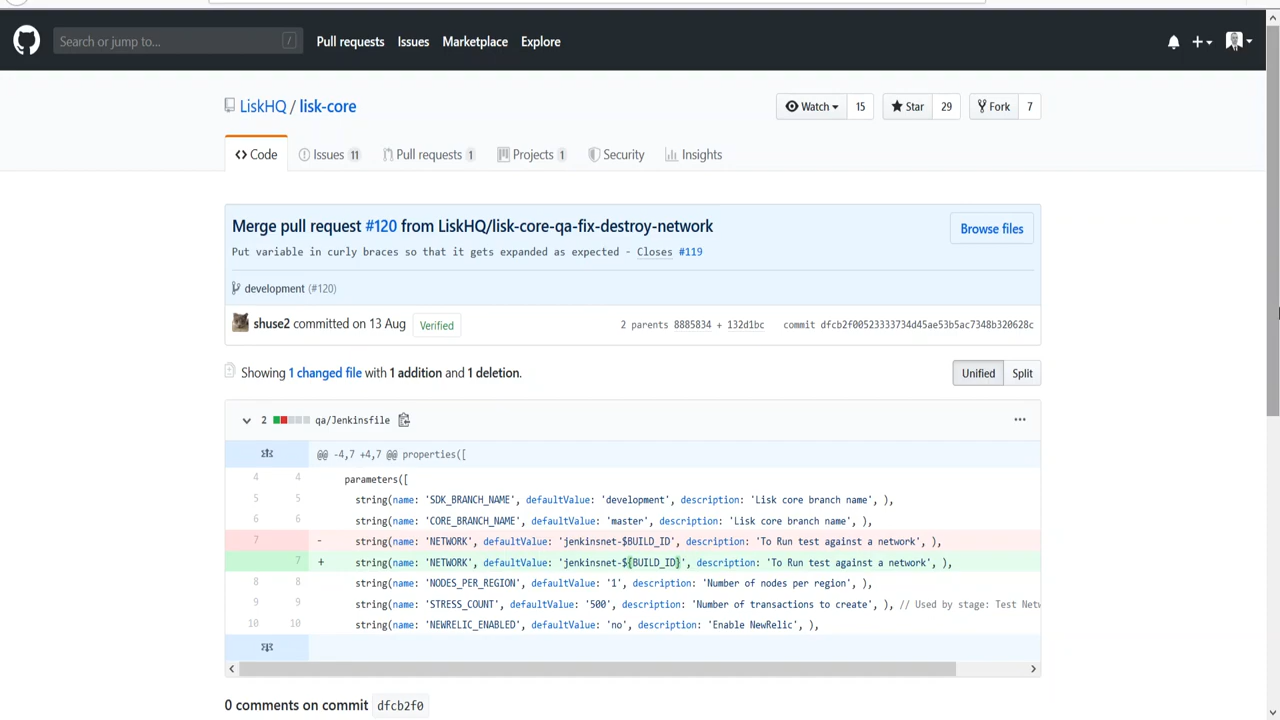 Search or jump to... /
Pull requests Issues Marketplace Explore
LiskHQ / lisk-core
Watch 15 Star 29 Fork 7
Code Issues 11 Pull requests 1 Projects 1 Security Insights
Merge pull request #120 from LiskHQ/lisk-core-qa-fix-destroy-network
Browse files
Put variable in curly braces so that it gets expanded as expected - Closes #119
development (#120)
shuse2 committed on 13 Aug Verified 2 parents 8885834 + 132d1bc commit dfcb2f00523333734d45ae53b5ac7348b320628c
Showing 1 changed file with 1 addition and 1 deletion. Unified Split
2 qa/Jenkinsfile ...
@@ -4,7 +4,7 @@ properties([
4 4 parameters([
5 5 string(name: 'SDK_BRANCH_NAME', defaultValue: 'development', description: 'Lisk core branch name', ),
6 6 string(name: 'CORE_BRANCH_NAME', defaultValue: 'master', description: 'Lisk core branch name', ),
7 - string(name: 'NETWORK', defaultValue: 'jenkinsnet-$BUILD_ID', description: 'To Run test against a network', ),
7 + string(name: 'NETWORK', defaultValue: 'jenkinsnet-${BUILD_ID}', description: 'To Run test against a network', ),
8 8 string(name: 'NODES_PER_REGION', defaultValue: '1', description: 'Number of nodes per region', ),
9 9 string(name: 'STRESS_COUNT', defaultValue: '500', description: 'Number of transactions to create', ), // Used by stage: Test Netw
10 10 string(name: 'NEWRELIC_ENABLED', defaultValue: 'no', description: 'Enable NewRelic', ),
0 comments on commit dfcb2f0